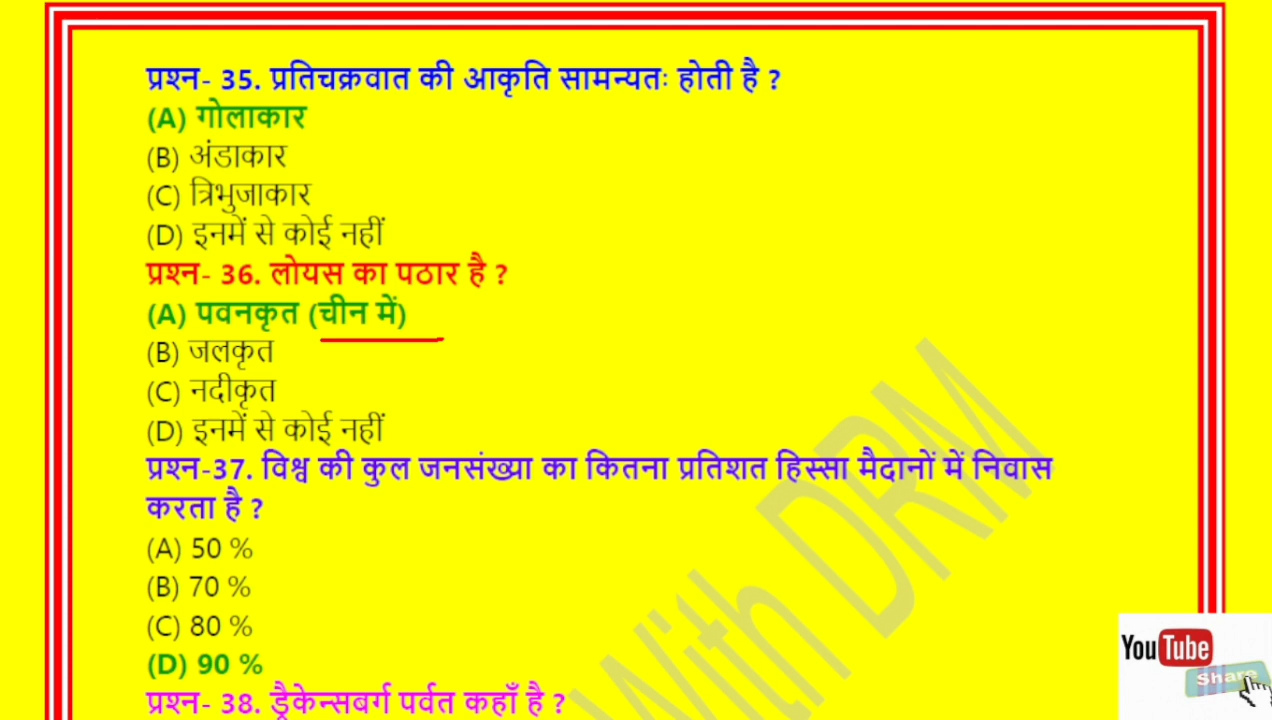 प्रश्न- 35. प्रतिचक्रवात की आकृति सामन्यतः होती है ?
(A) गोलाकार
(B) अंडाकार
(C) त्रिभुजाकार
(D) इनमें से कोई नहीं
प्रश्न- 36. लोयस का पठार है ?
(A) पवनकृत (चीन में)
(B) जलकृत
(C) नदीकृत
(D) इनमें से कोई नहीं
प्रश्न-37. विश्व की कुल जनसंख्या का कितना प्रतिशत हिस्सा मैदानों में निवास
करता है ?
(A) 50 %
(B) 70 %
(C) 80 %
(D) 90 %
प्रश्न- 38. ड्रैकेन्सबर्ग पर्वत कहाँ है ?
With DRM
YouTube
Share